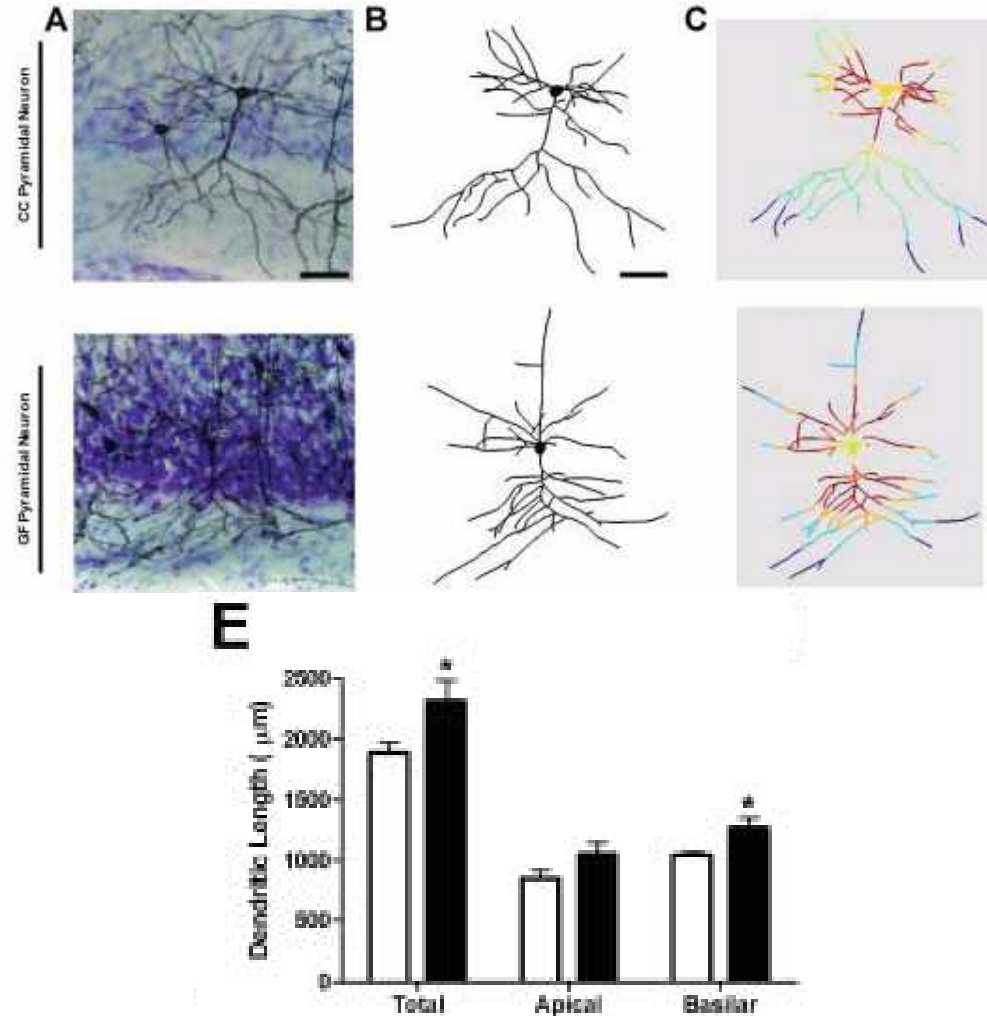 A
B
C
CC Pyramidal Neuron
GF Pyramidal Neuron
E
Dendritic Length ( μm)
2500
2000
1500
1000
500
0
*
*
Total
Apical
Basilar